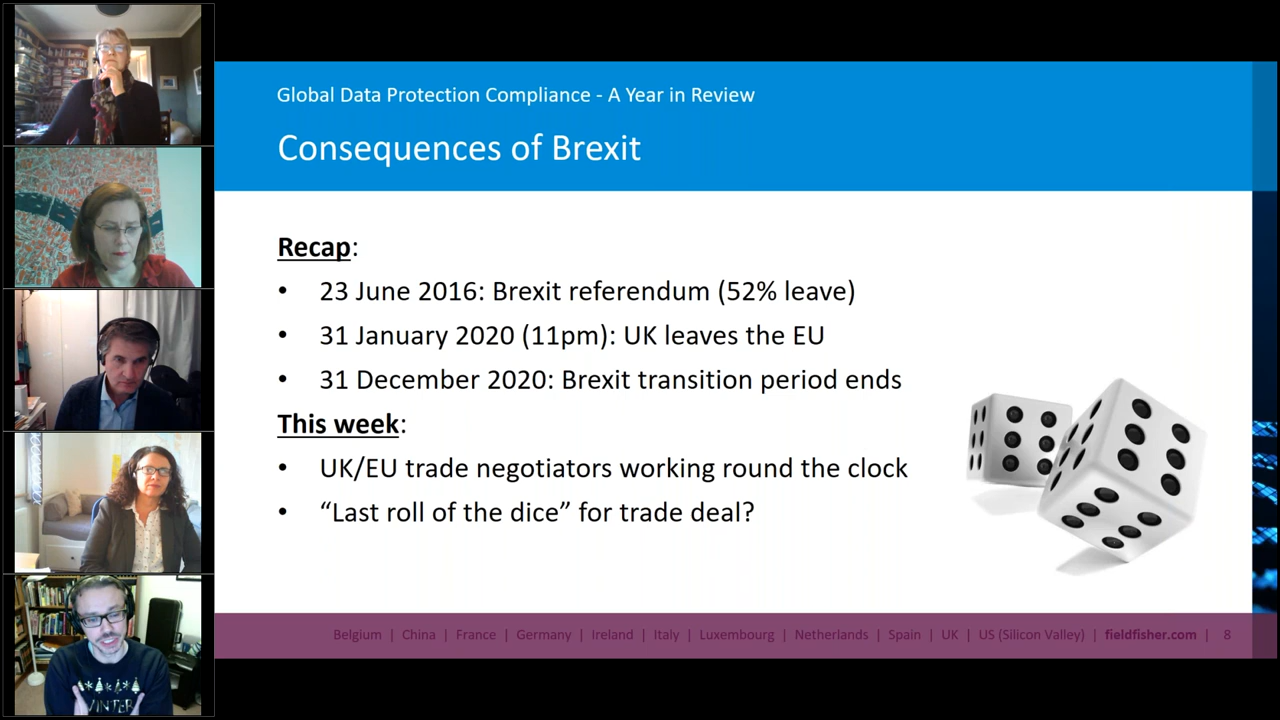 Global Data Protection Compliance - A Year in Review
Consequences of Brexit
Recap:
• 23 June 2016: Brexit referendum (52% leave)
• 31 January 2020 (11pm): UK leaves the EU
• 31 December 2020: Brexit transition period ends
This week:
• UK/EU trade negotiators working round the clock
• “Last roll of the dice” for trade deal?
Belgium | China | France | Germany | Ireland | Italy | Luxembourg | Netherlands | Spain | UK | US (Silicon Valley) | fieldfisher.com | 8
WINTER